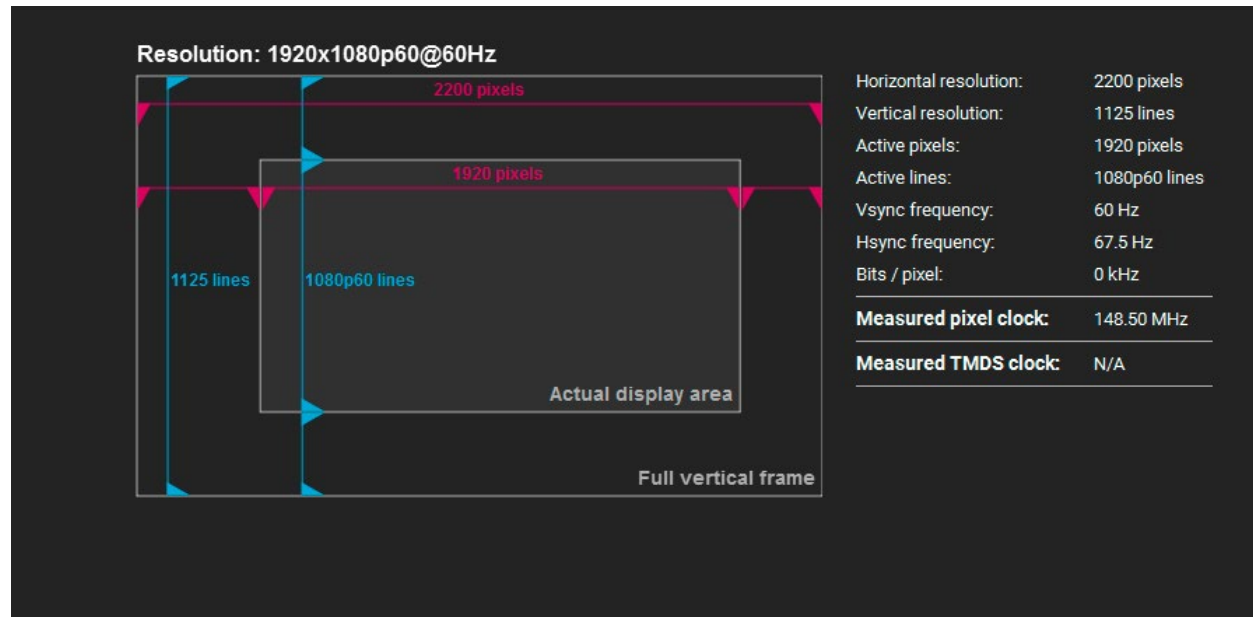 Resolution: 1920x1080p60@60Hz
2200 pixels
1920 pixels
1125 lines
1080p60 lines
Actual display area
Full vertical frame
Horizontal resolution: 2200 pixels
Vertical resolution: 1125 lines
Active pixels: 1920 pixels
Active lines: 1080p60 lines
Vsync frequency: 60 Hz
Hsync frequency: 67.5 Hz
Bits / pixel: 0 kHz
Measured pixel clock: 148.50 MHz
Measured TMDS clock: N/A